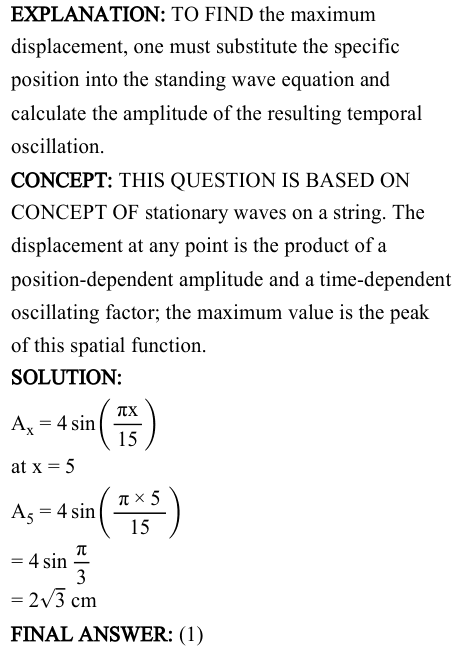 EXPLANATION: TO FIND the maximum
displacement, one must substitute the specific
position into the standing wave equation and
calculate the amplitude of the resulting temporal
oscillation.
CONCEPT: THIS QUESTION IS BASED ON
CONCEPT OF stationary waves on a string. The
displacement at any point is the product of a
position-dependent amplitude and a time-dependent
oscillating factor; the maximum value is the peak
of this spatial function.
SOLUTION:
Aₓ = 4 sin(πx/15)
at x = 5
A₅ = 4 sin(π × 5/15)
= 4 sin π/3
= 2√3 cm
FINAL ANSWER: (1)